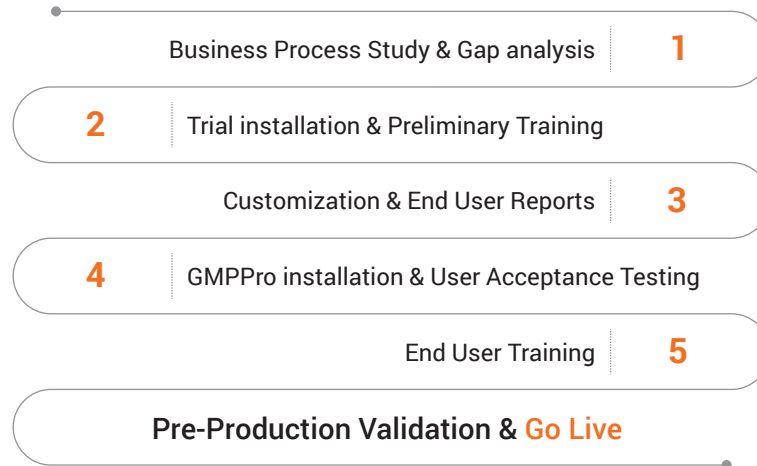 Business Process Study & Gap analysis 1
2 Trial installation & Preliminary Training
Customization & End User Reports 3
4 GMPPro installation & User Acceptance Testing
End User Training 5
Pre-Production Validation & Go Live